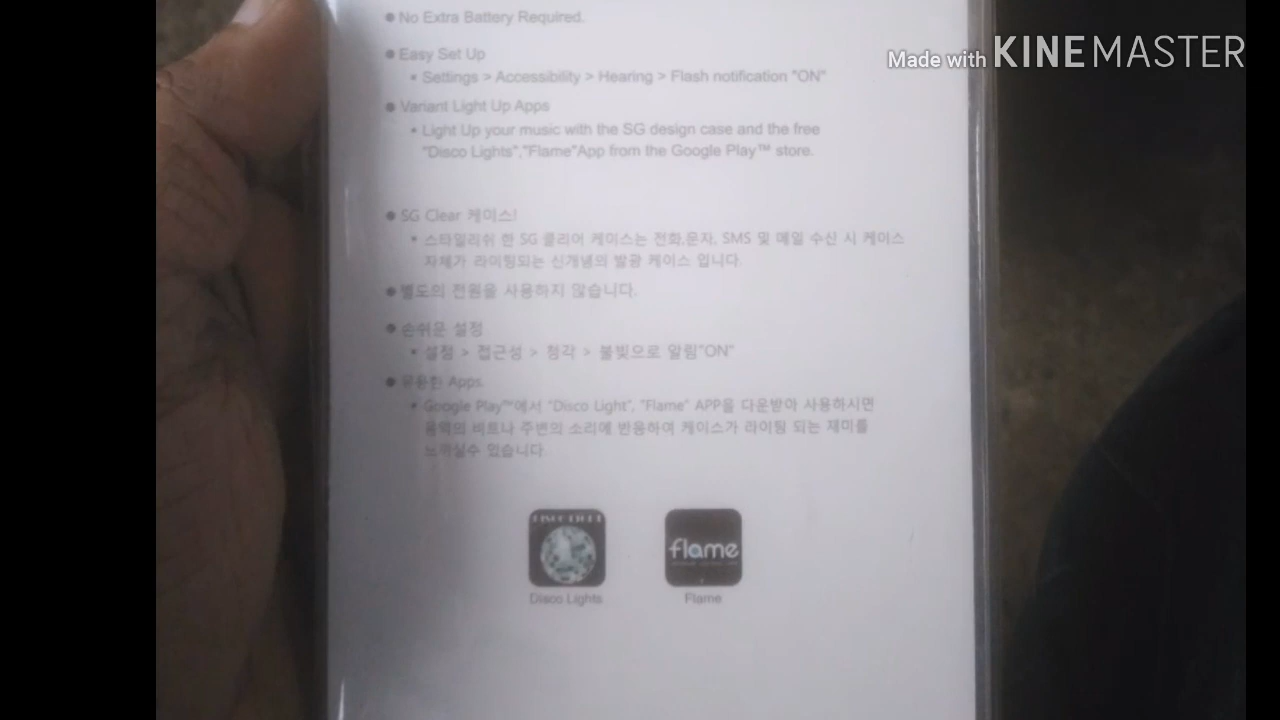 Made with KINEMASTER
• No Extra Battery Required.
• Easy Set Up
• Settings > Accessibility > Hearing > Flash notification "ON"
• Variant Light Up Apps
• Light Up your music with the SG design case and the free
"Disco Lights","Flame"App from the Google Play™ store.
• SG Clear 케이스!
• 스타일리쉬 한 SG 클리어 케이스는 전화,문자, SMS 및 메일 수신 시 케이스
자체가 라이팅되는 신개념의 발광 케이스 입니다.
• 별도의 전원을 사용하지 않습니다.
• 손쉬운 설정
• 설정 > 접근성 > 청각 > 불빛으로 알림"ON"
• 유용한 Apps.
• Google Play™에서 "Disco Light", "Flame" APP을 다운받아 사용하시면
음악의 비트나 주변의 소리에 반응하여 케이스가 라이팅 되는 재미를
느끼실수 있습니다.
flame
Disco Lights
Flame